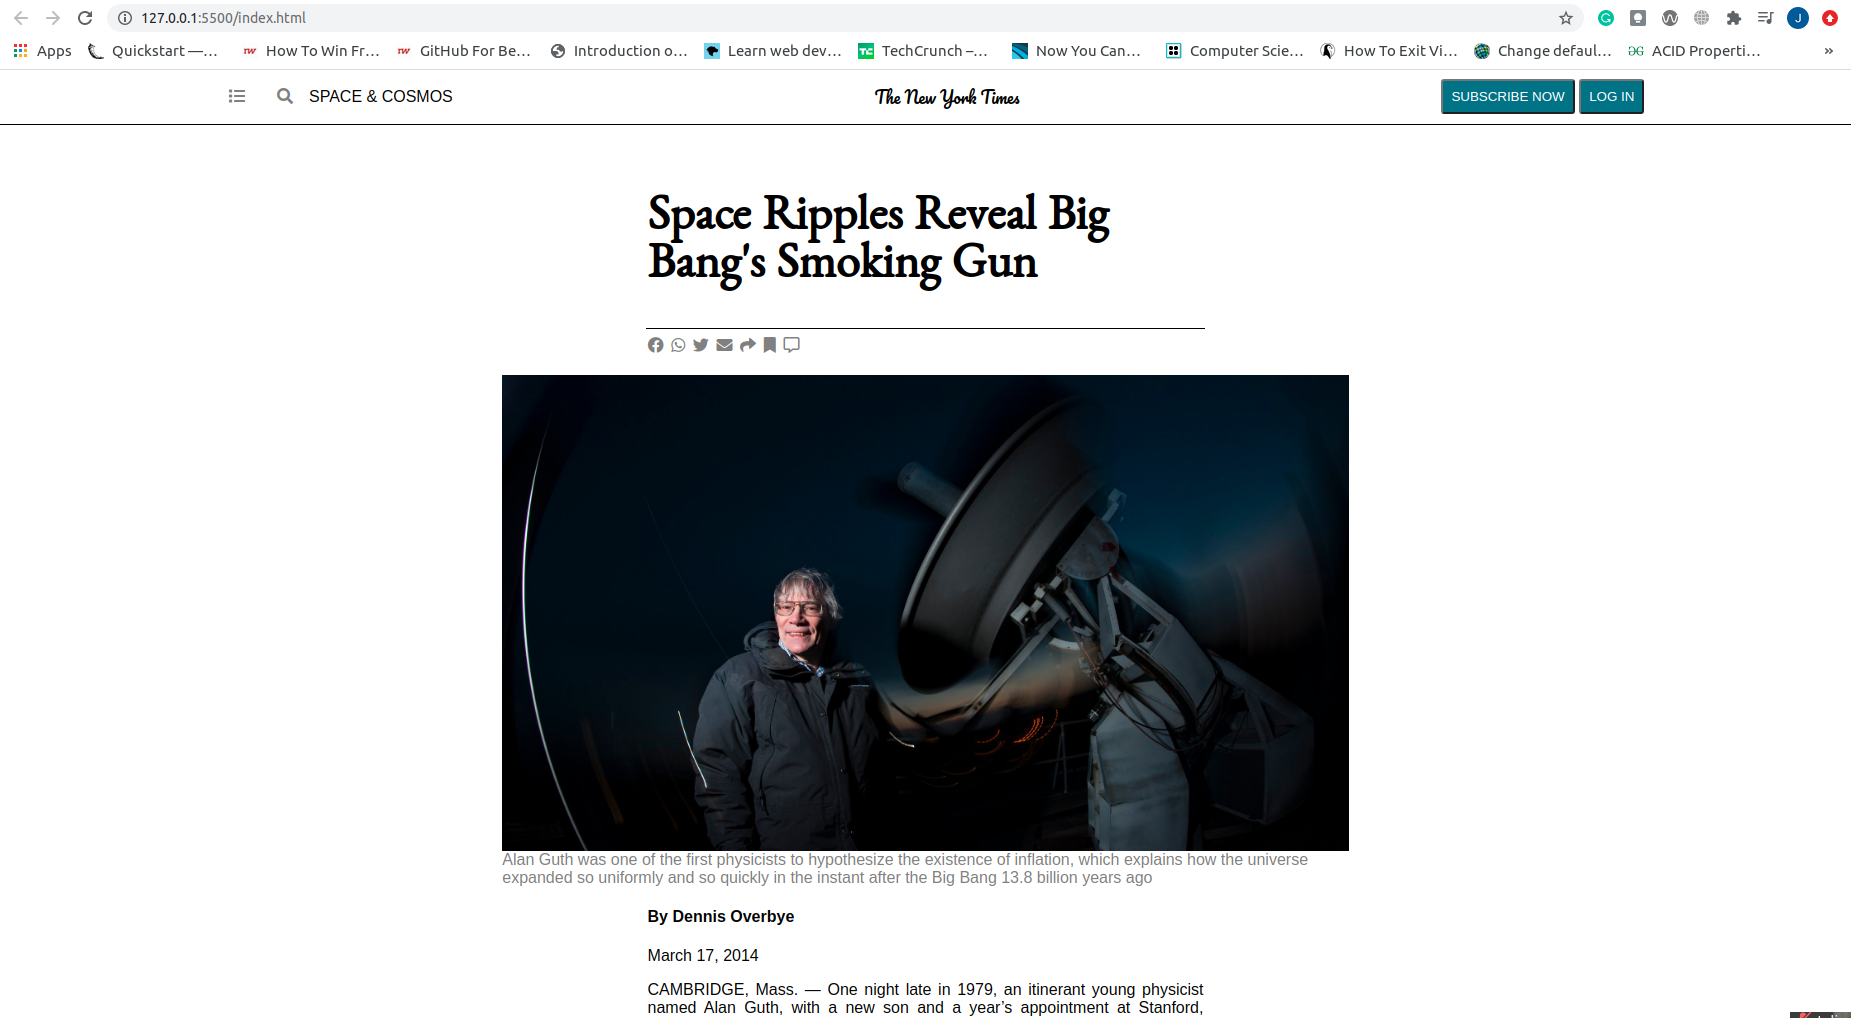 127.0.0.1:5500/index.html
J
Apps Quickstart —... How To Win Fr... GitHub For Be... Introduction o... Learn web dev... TechCrunch –... Now You Can... Computer Scie... How To Exit Vi... Change defaul... ACID Properti... »
SPACE & COSMOS The New York Times SUBSCRIBE NOW LOG IN
Space Ripples Reveal Big
Bang's Smoking Gun
Alan Guth was one of the first physicists to hypothesize the existence of inflation, which explains how the universe
expanded so uniformly and so quickly in the instant after the Big Bang 13.8 billion years ago
By Dennis Overbye
March 17, 2014
CAMBRIDGE, Mass. — One night late in 1979, an itinerant young physicist
named Alan Guth, with a new son and a year’s appointment at Stanford,